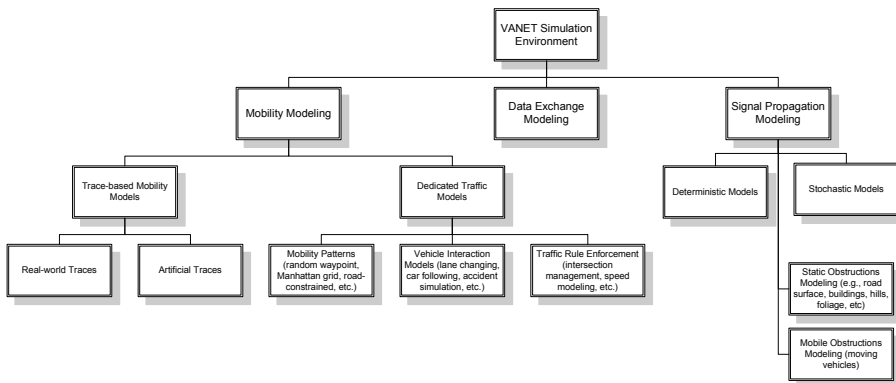 VANET Simulation
Environment
Mobility Modeling
Data Exchange
Modeling
Signal Propagation
Modeling
Trace-based Mobility
Models
Dedicated Traffic
Models
Deterministic Models
Stochastic Models
Real-world Traces
Artificial Traces
Mobility Patterns
(random waypoint,
Manhattan grid, road-
constrained, etc.)
Vehicle Interaction
Models (lane changing,
car following, accident
simulation, etc.)
Traffic Rule Enforcement
(intersection
management, speed
modeling, etc.)
Static Obstructions
Modeling (e.g., road
surface, buildings, hills,
foliage, etc)
Mobile Obstructions
Modeling (moving
vehicles)